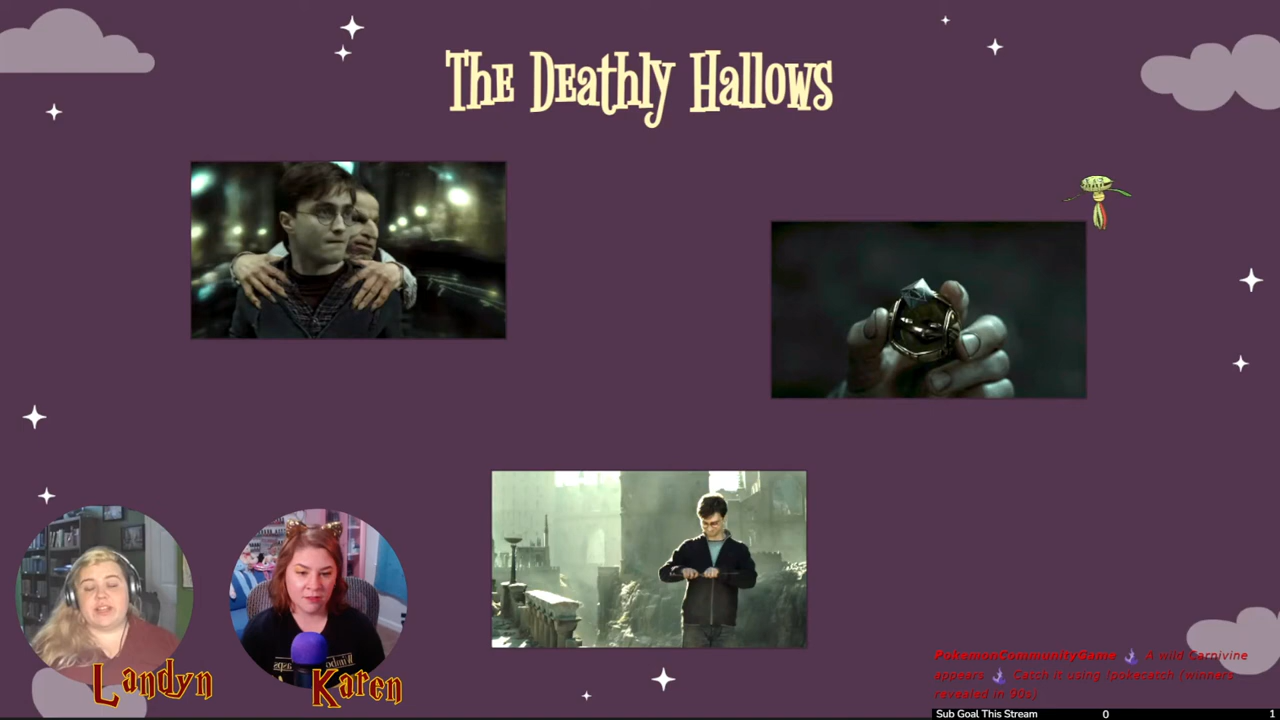 The Deathly Hallows
Landyn
Karen
PokemonCommunityGame A wild Carnivine
appears Catch it using !pokecatch (winners
revealed in 90s)
Sub Goal This Stream 0 1